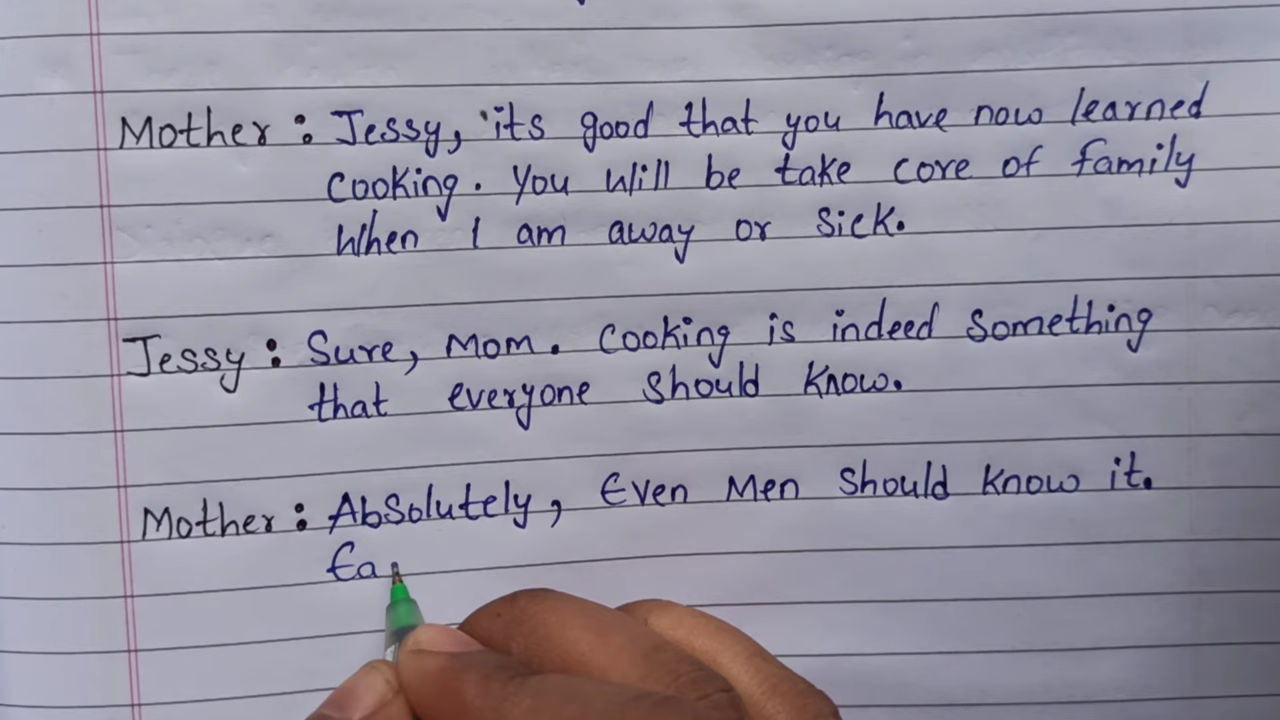 Mother : Jessy, its good that you have now learned
cooking. You will be take core of family
When I am away or sick.
Jessy : Sure, Mom. Cooking is indeed something
that everyone should know.
Mother : Absolutely, Even Men should know it.
Ea